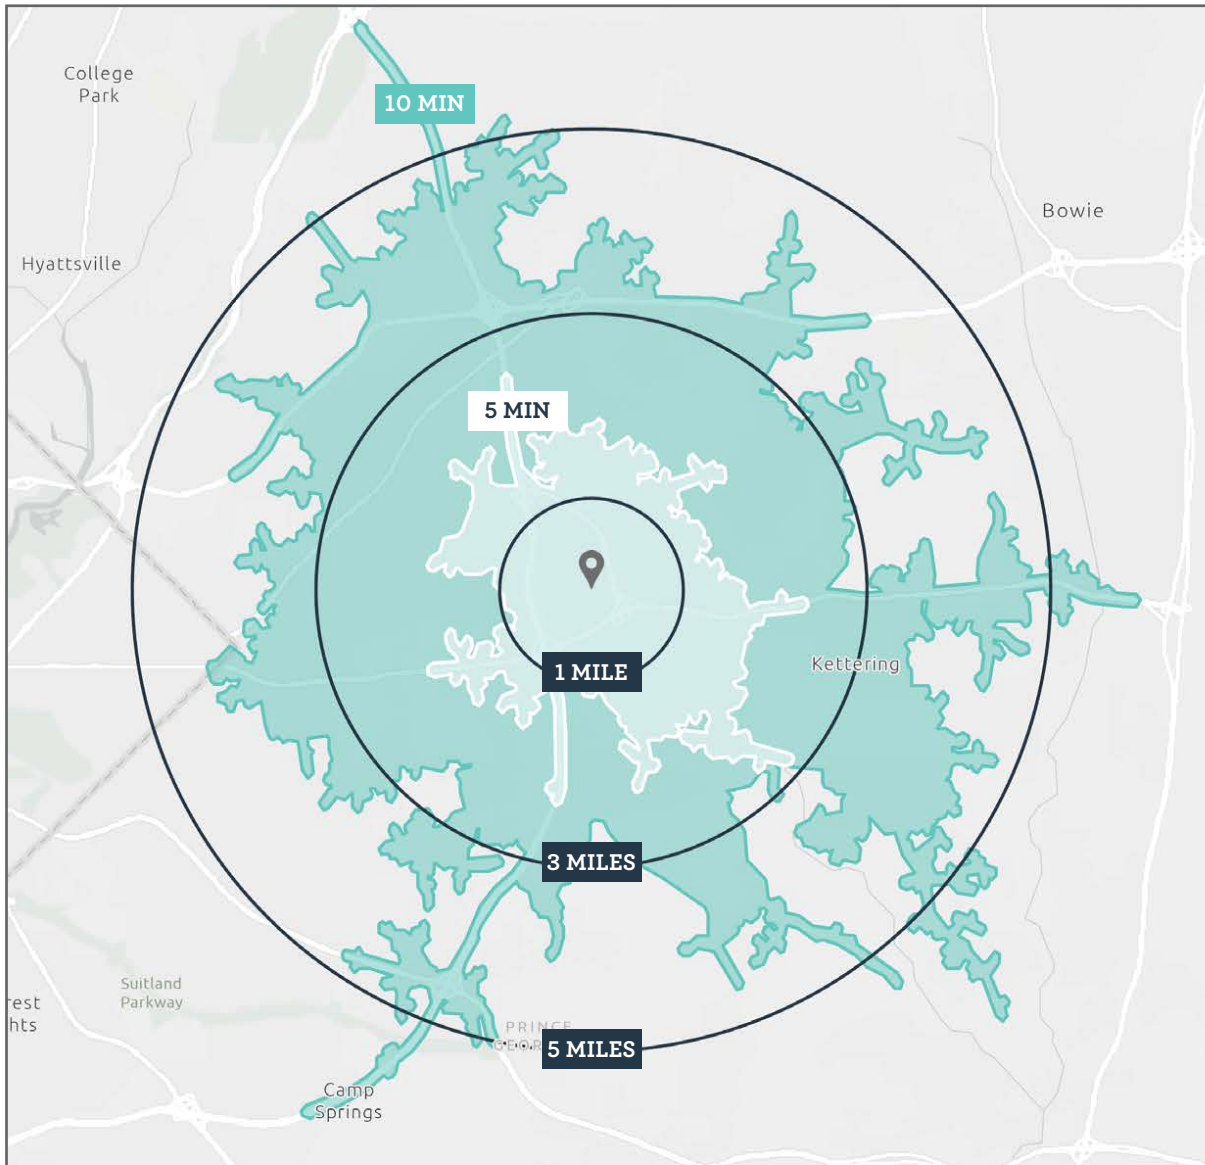 College
Park
10 MIN
Bowie
Hyattsville
5 MIN
Kettering
1 MILE
3 MILES
Suitland
Parkway
rest
hts
PRINCE
GEOR
5 MILES
Camp
Springs